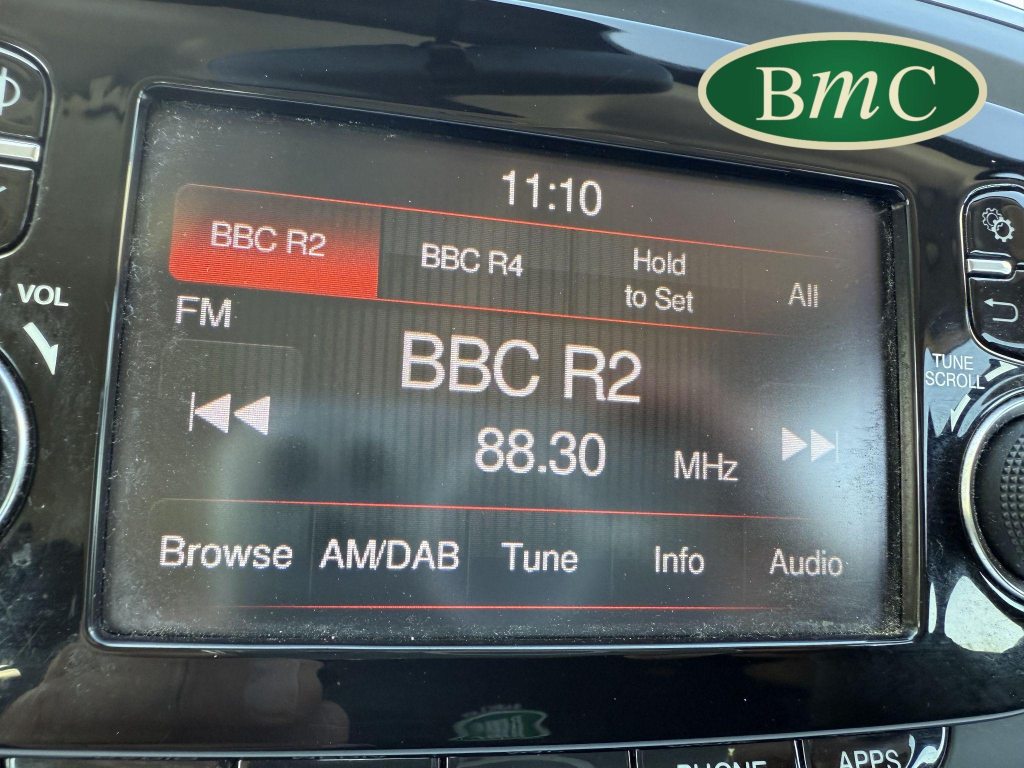 BmC
11:10
BBC R2
BBC R4
Hold
to Set
All
VOL
FM
BBC R2
TUNE
SCROLL
88.30
MHz
Browse
AM/DAB
Tune
Info
Audio
PHONE
APPS